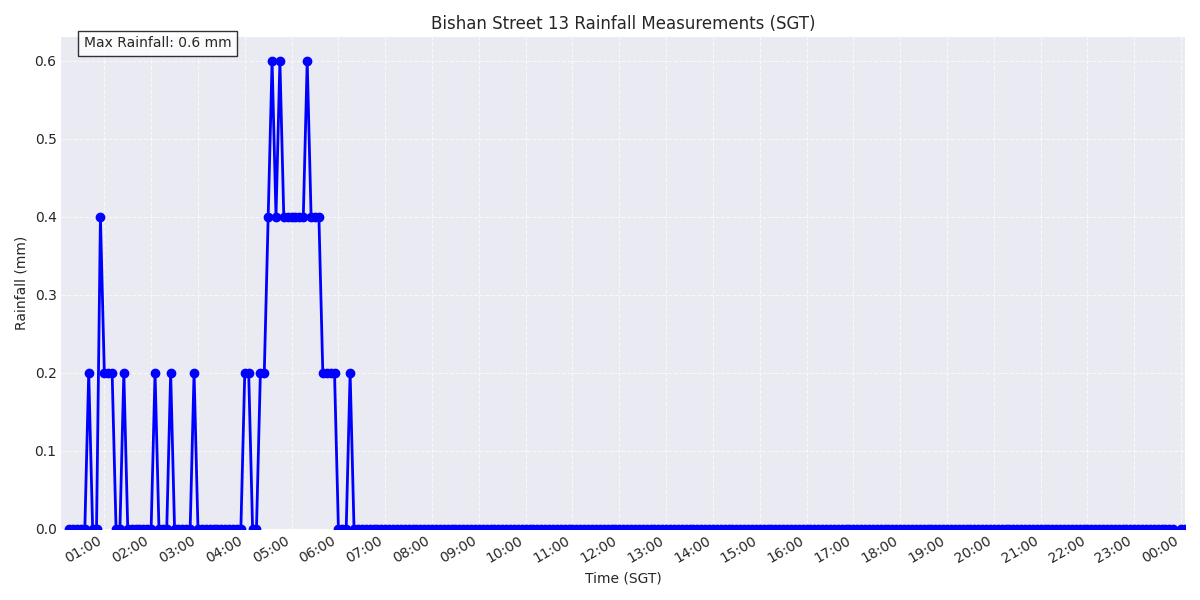 Bishan Street 13 Rainfall Measurements (SGT)
Max Rainfall: 0.6 mm
0.6
0.5
0.4
0.3
0.2
0.1
0.0
Rainfall (mm)
01:00 02:00 03:00 04:00 05:00 06:00 07:00 08:00 09:00 10:00 11:00 12:00 13:00 14:00 15:00 16:00 17:00 18:00 19:00 20:00 21:00 22:00 23:00 00:00
Time (SGT)